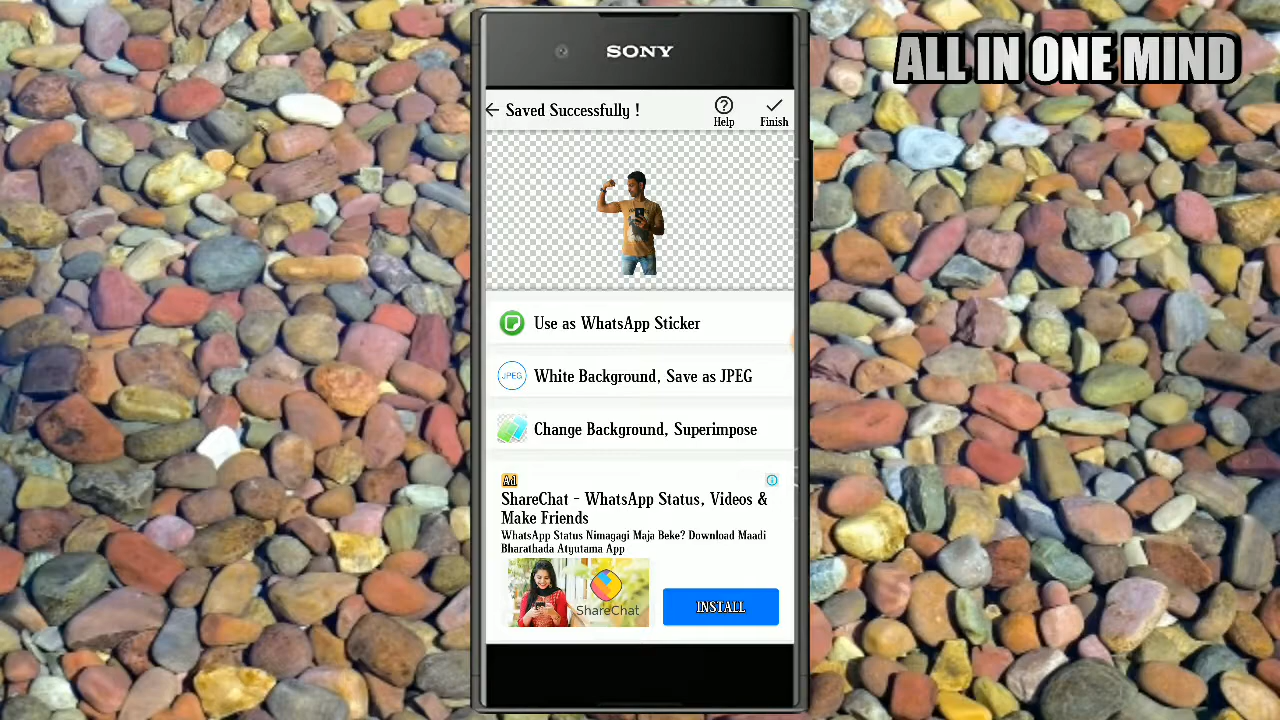 ALL IN ONE MIND
SONY
Saved Successfully !
Help
Finish
Use as WhatsApp Sticker
JPEG
White Background, Save as JPEG
Change Background, Superimpose
Ad
ShareChat - WhatsApp Status, Videos &
Make Friends
WhatsApp Status Nimagagi Maja Beke? Download Maadi
Bharathada Atyutama App
ShareChat
INSTALL